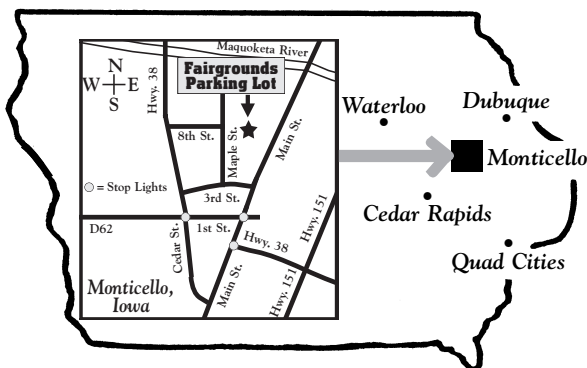 Maquoketa River
N
W E
S
Hwy. 38
Fairgrounds
Parking Lot
8th St.
Maple St.
Main St.
= Stop Lights
3rd St.
D62
1st St.
Cedar St.
Hwy. 38
Hwy. 151
Monticello,
Iowa
Main St.
Hwy. 151
Waterloo
Dubuque
Monticello
Cedar Rapids
Quad Cities